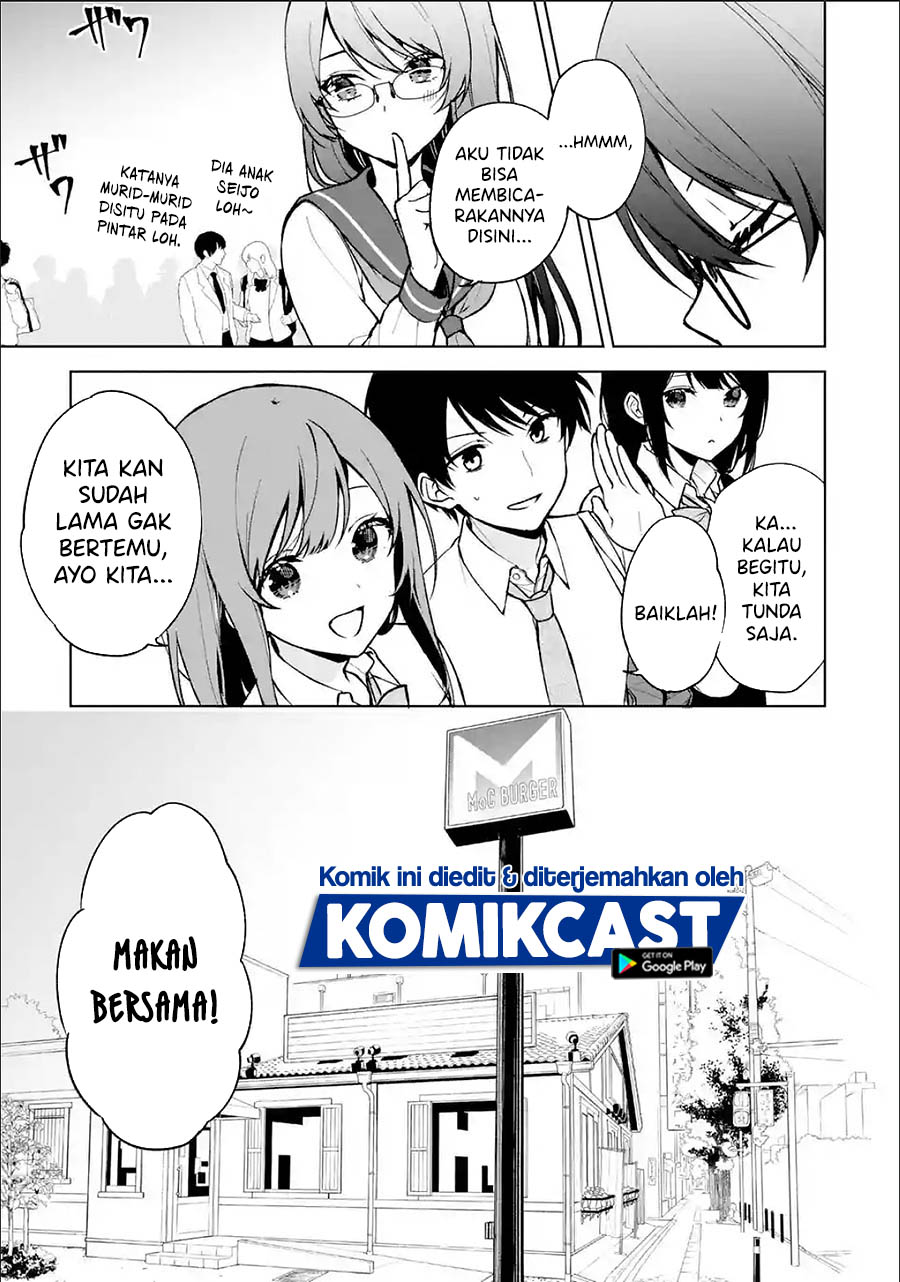 ...HMMM,
AKU TIDAK
BISA
MEMBICA-
RAKANNYA
DISINI...
ザワ
ザワ
DIA ANAK
SEIJO
LOH~
KATANYA
MURID-MURID
DISITU PADA
PINTAR LOH.
KA...
KALAU
BEGITU,
KITA
TUNDA
SAJA.
BAIKLAH!
KITA KAN
SUDAH
LAMA GAK
BERTEMU,
AYO KITA...
M
MoG BURGER
MAKAN
BERSAMA!
Komik ini diedit & diterjemahkan oleh
KOMIKCAST
GET IT ON
Google Play